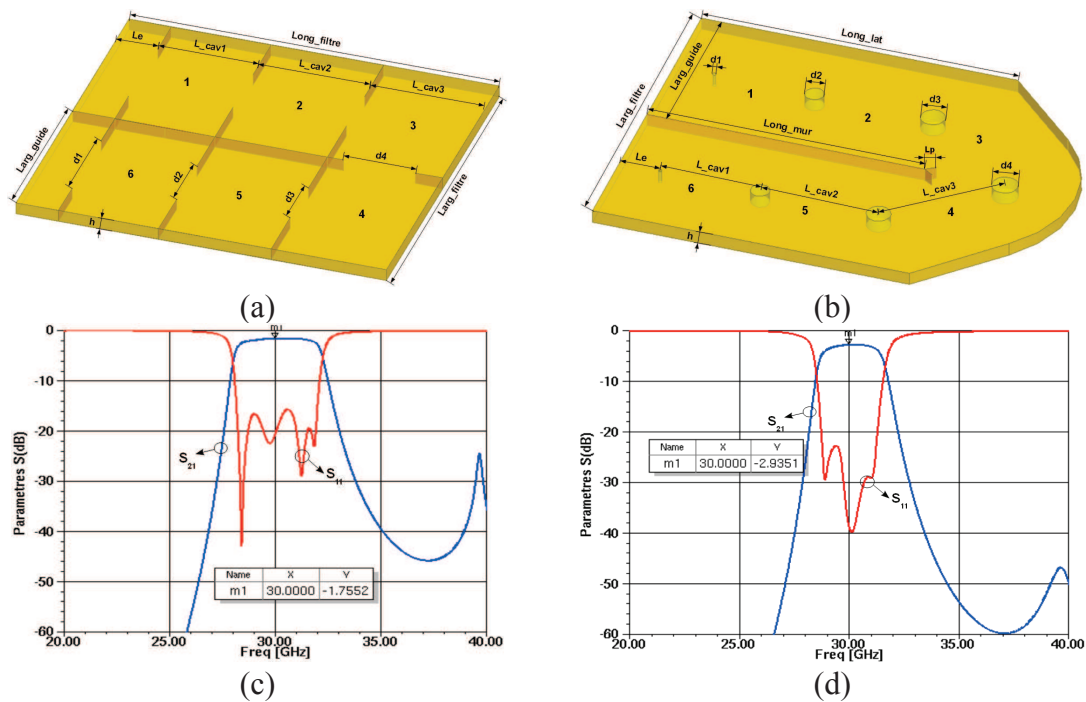 Long_filtre
Le
L_cav1
L_cav2
L_cav3
1
2
3
Larg_guide
d1
d2
d3
d4
6
5
4
h
Larg_filtre
(a)
Long_lat
Larg_guide
Larg_filtre
d1
d2
d3
1
2
3
Long_mur
Lp
d4
Le
L_cav1
L_cav2
L_cav3
6
5
4
h
(b)
m1
0
-10
-20
-30
-40
-50
-60
Parametres S(dB)
S21
S11
Name X Y
m1 30.0000 -1.7552
20.00 25.00 30.00 35.00 40.00
Freq [GHz]
(c)
m1
0
-10
-20
-30
-40
-50
-60
Parametres S(dB)
S21
Name X Y
m1 30.0000 -2.9351
S11
20.00 25.00 30.00 35.00 40.00
Freq [GHz]
(d)